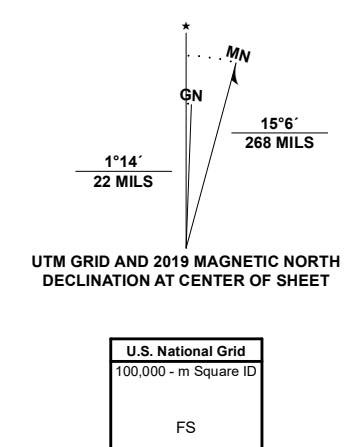 ★
MN
GN
15°6´
268 MILS
1°14´
22 MILS
UTM GRID AND 2019 MAGNETIC NORTH
DECLINATION AT CENTER OF SHEET
U.S. National Grid
100,000 - m Square ID
FS